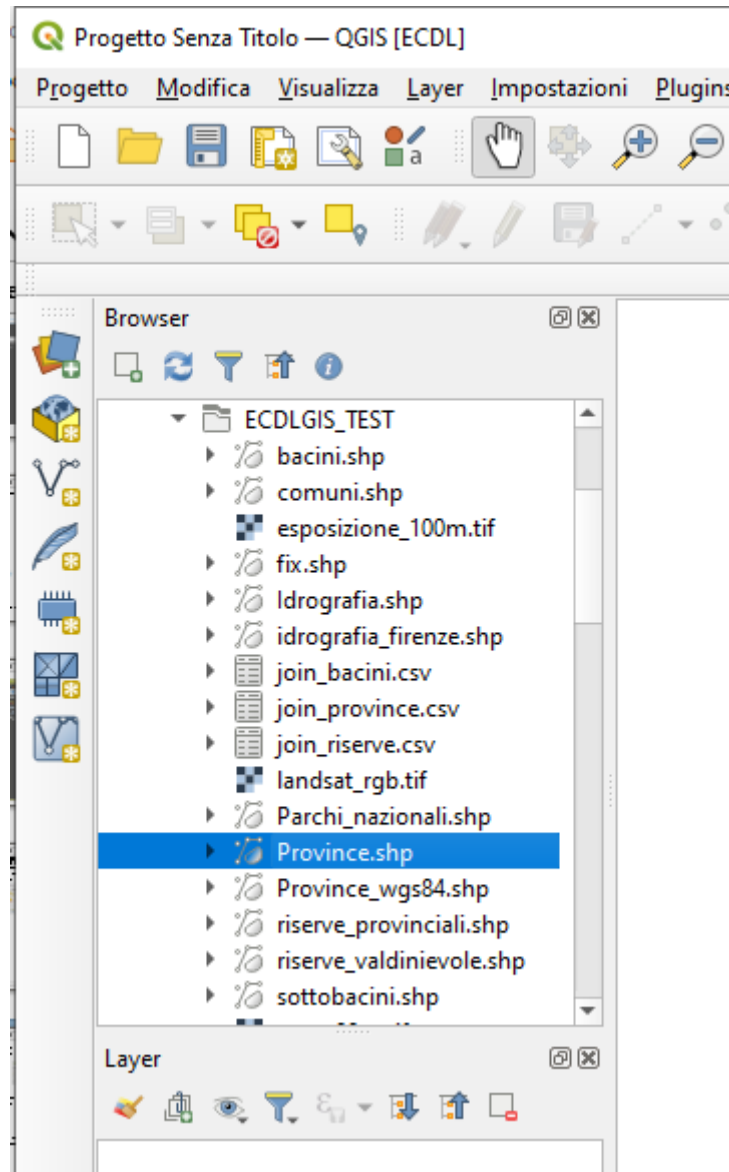 Progetto Senza Titolo — QGIS [ECDL]
Progetto Modifica Visualizza Layer Impostazioni Plugins
a
Browser
ECDLGIS_TEST
bacini.shp
comuni.shp
esposizione_100m.tif
fix.shp
Idrografia.shp
idrografia_firenze.shp
join_bacini.csv
join_province.csv
join_riserve.csv
landsat_rgb.tif
Parchi_nazionali.shp
Province.shp
Province_wgs84.shp
riserve_provinciali.shp
riserve_valdinievole.shp
sottobacini.shp
Layer